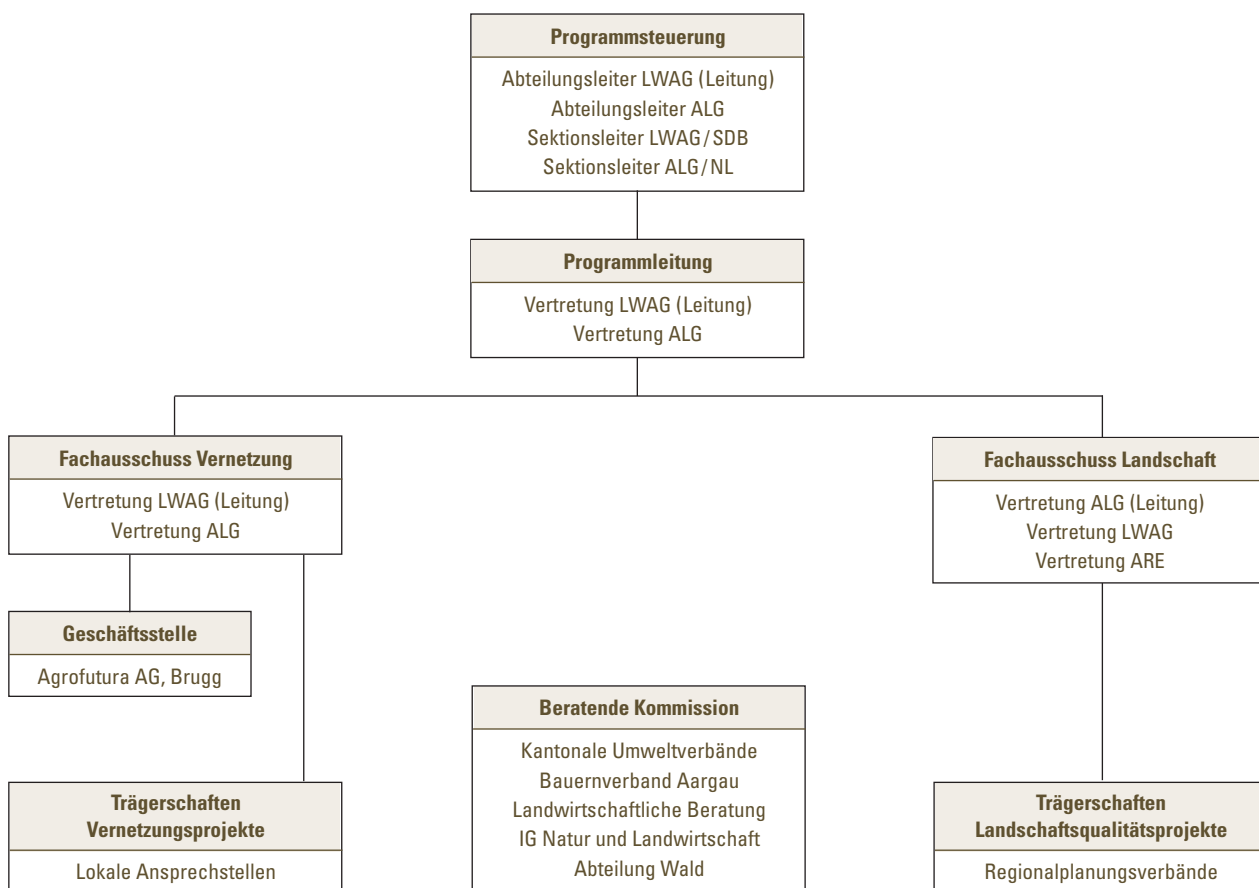 Programmsteuerung
Abteilungsleiter LWAG (Leitung)
Abteilungsleiter ALG
Sektionsleiter LWAG/SDB
Sektionsleiter ALG/NL
Programmleitung
Vertretung LWAG (Leitung)
Vertretung ALG
Fachausschuss Vernetzung
Vertretung LWAG (Leitung)
Vertretung ALG
Fachausschuss Landschaft
Vertretung ALG (Leitung)
Vertretung LWAG
Vertretung ARE
Geschäftsstelle
Agrofutura AG, Brugg
Beratende Kommission
Kantonale Umweltverbände
Bauernverband Aargau
Landwirtschaftliche Beratung
IG Natur und Landwirtschaft
Abteilung Wald
Trägerschaften
Vernetzungsprojekte
Lokale Ansprechstellen
Trägerschaften
Landschaftsqualitätsprojekte
Regionalplanungsverbände